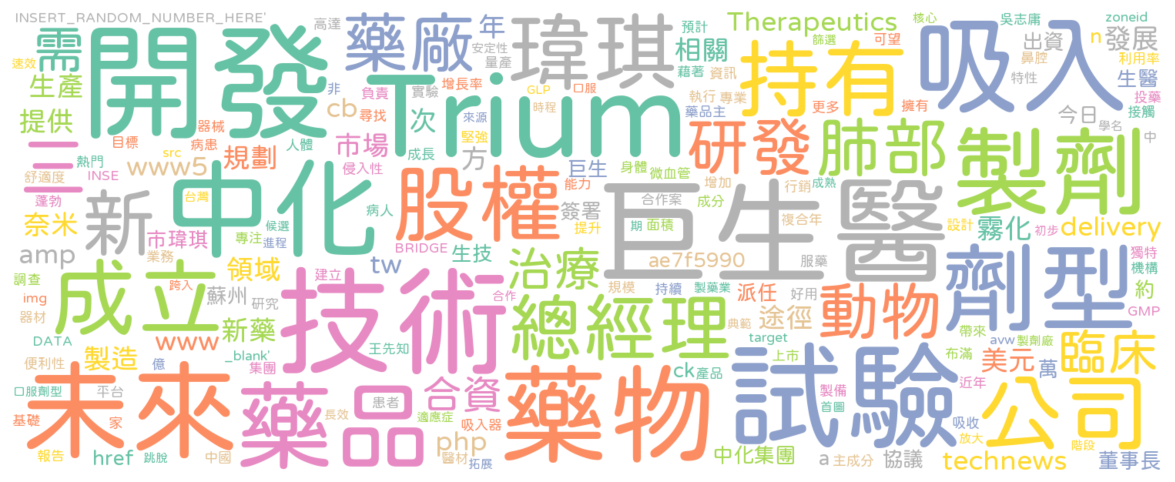 INSERT_RANDOM_NUMBER_HERE'
高達
藥廠
年
瑋琪
Therapeutics
核心
吳志庸
zoneid
需
開發
安定性
量產
相關
預計
篩選
可望
吸入
出資
n
發展
速效
非
增長率
GLP
口服
藉著
資訊
持有
鼻腔
利用率
生產
cb
負責
實驗
Trium
時程
執行
專業
更多
擁有
特性
生醫
投藥
提供
器械
尋找
次
來源
藥品主
今日
接觸
學名
目標
病患
人體
市場
成長
堅強
研發
肺部
製劑
中
三
熱門
src
www5
規劃
方
巨生
身體
微血管
增加
行銷
成熟
舒適度
INSE
侵入性
能力
合作案
成分
蓬勃
新
中化
台灣
病人
股權
簽署
期
面積
複合年
設計
初步
奈米
候選
提升
巨生醫
霧化
delivery
市瑋琪
專注
進程
BRIDGE
生技
amp
業務
tw
治療
ae7f5990
服藥
劑型
獨特
調查
跨入
領域
建立
規模
持續
製藥業
派任
好用
機構
約
img
成立
蘇州
研究
技術
合作
總經理
典範
途徑
動物
GMP
器材
新藥
帶來
DATA
www
王先知
target
avw
製劑廠
便利性
製造
_blank'
集團
上市
布滿
美元
臨床
億
ck
產品
萬
口服劑型
平台
未來
藥品
合資
藥物
製備
近年
試驗
公司
患者
適應症
首圖
基礎
家
長效
吸入器
吸收
報告
href
跳脫
中國
php
醫材
拓展
中化集團
a
主成分
協議
放大
階段
technews
董事長